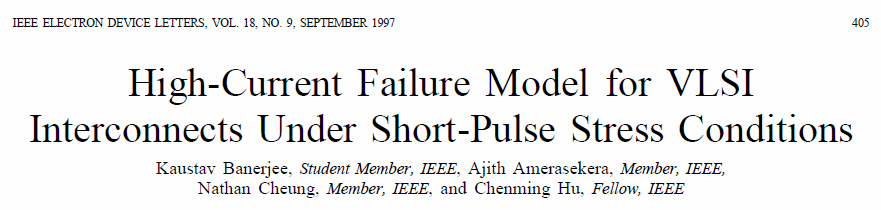 IEEE ELECTRON DEVICE LETTERS, VOL. 18, NO. 9, SEPTEMBER 1997 405
High-Current Failure Model for VLSI
Interconnects Under Short-Pulse Stress Conditions
Kaustav Banerjee, Student Member, IEEE, Ajith Amerasekera, Member, IEEE,
Nathan Cheung, Member, IEEE, and Chenming Hu, Fellow, IEEE